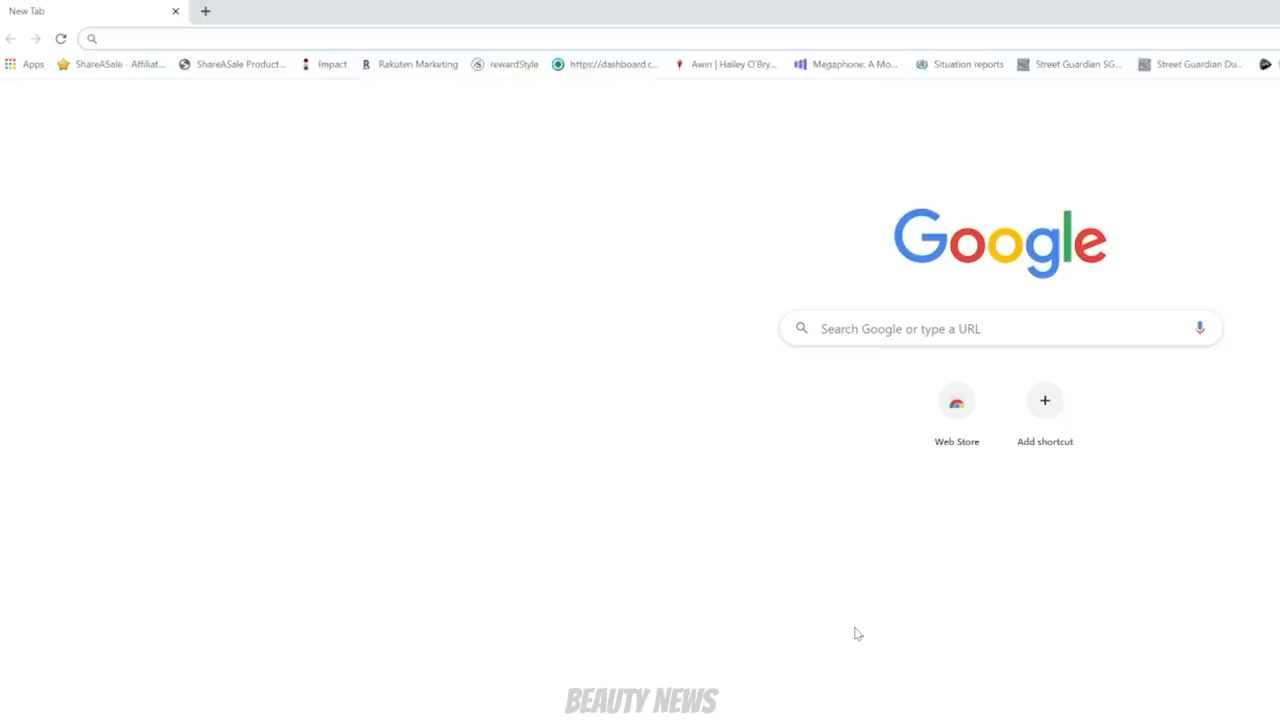 New Tab
Apps
ShareASale - Affiliat...
ShareASale Product...
Impact
Rakuten Marketing
rewardStyle
https://dashboard.c...
Awin | Hailey O'Bry...
Megaphone: A Mo...
Situation reports
Street Guardian SG...
Street Guardian Du...
Google
Search Google or type a URL
Web Store
Add shortcut
BEAUTY NEWS